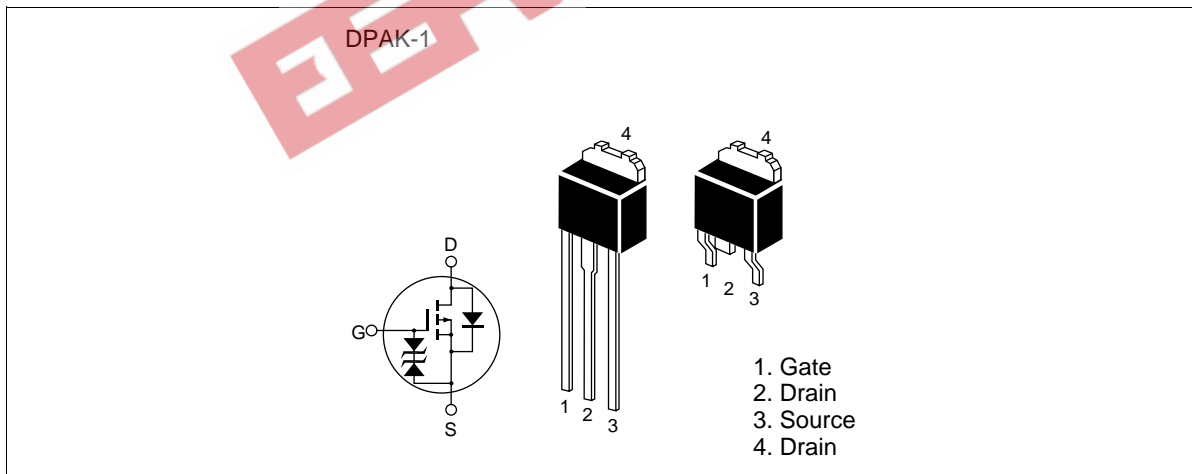 DPAK-1
4
4
D
G
S
1
2
3
1
2
3
1. Gate
2. Drain
3. Source
4. Drain